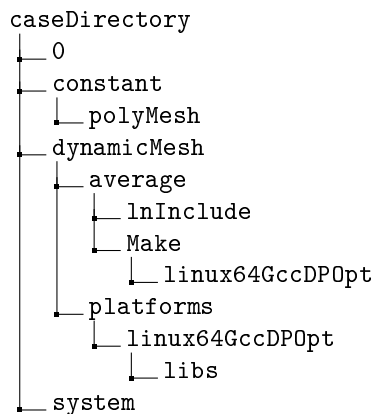 caseDirectory
0
constant
polyMesh
dynamicMesh
average
lnInclude
Make
linux64GccDPOpt
platforms
linux64GccDPOpt
libs
system